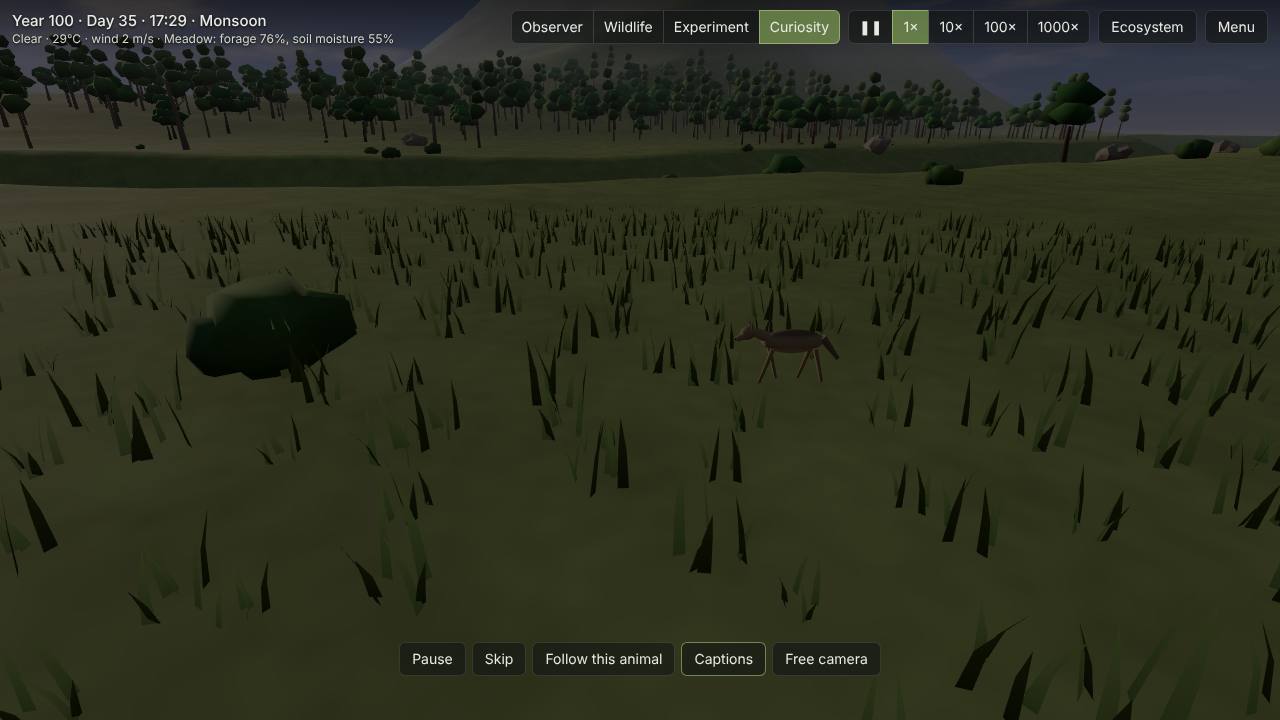 Year 100 · Day 35 · 17:29 · Monsoon
Clear · 29°C · wind 2 m/s · Meadow: forage 76%, soil moisture 55%
Observer Wildlife Experiment Curiosity ❚❚ 1× 10× 100× 1000× Ecosystem Menu
Pause Skip Follow this animal Captions Free camera